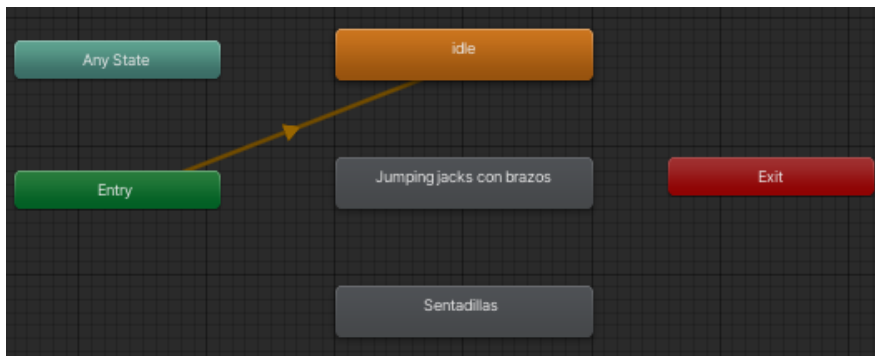 Any State
idle
Entry
Jumping jacks con brazos
Exit
Sentadillas